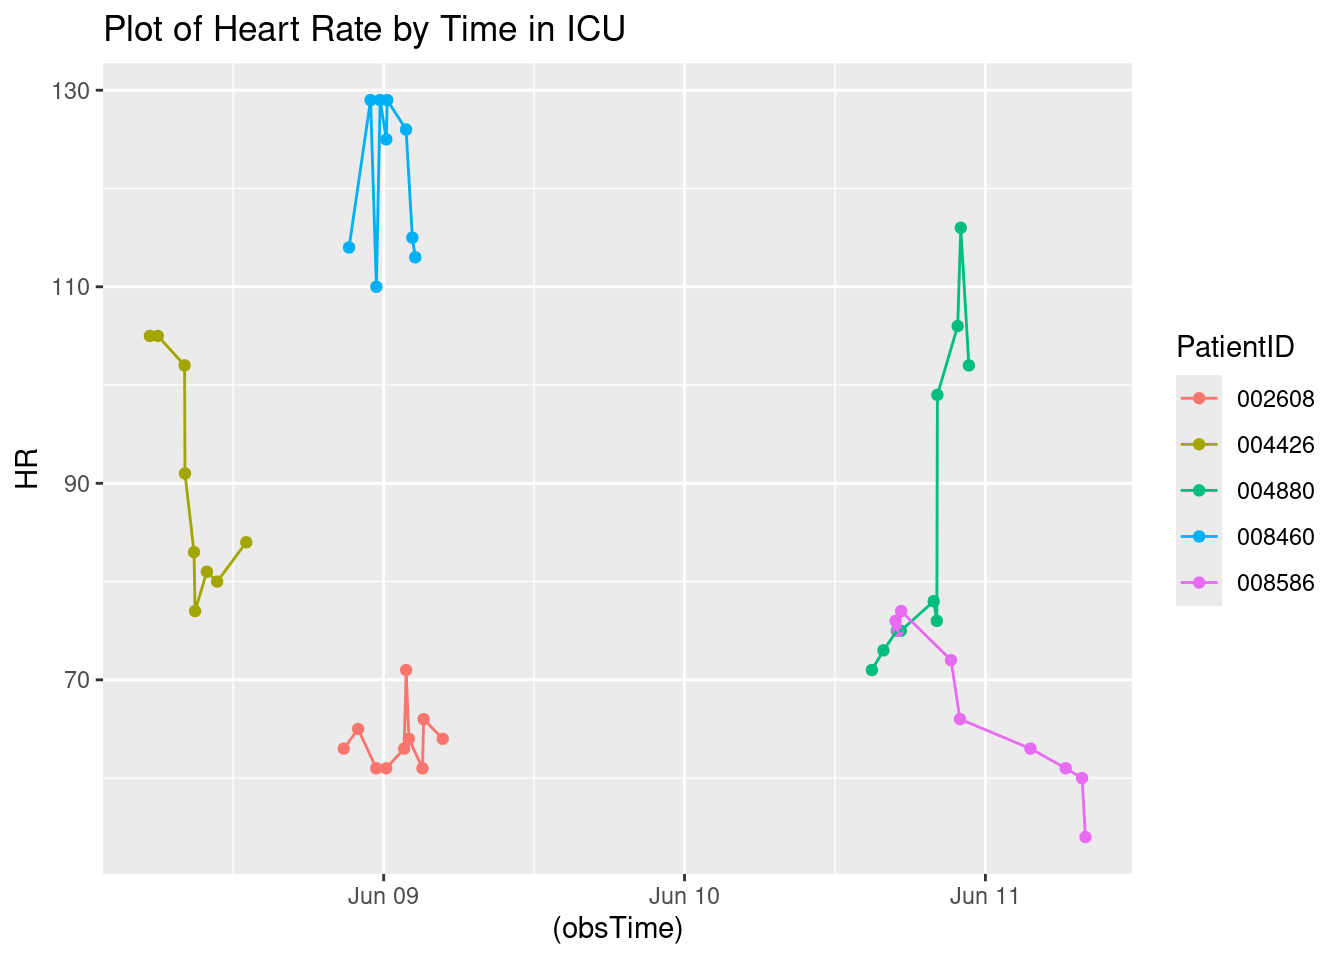 Plot of Heart Rate by Time in ICU
130
110
90
70
HR
Jun 09
Jun 10
Jun 11
(obsTime)
PatientID
002608
004426
004880
008460
008586